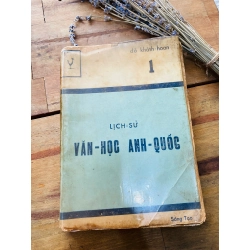 đỗ khánh hoan
1
LỊCH-SỬ
VĂN-HỌC ANH-QUỐC
Sáng Tạo